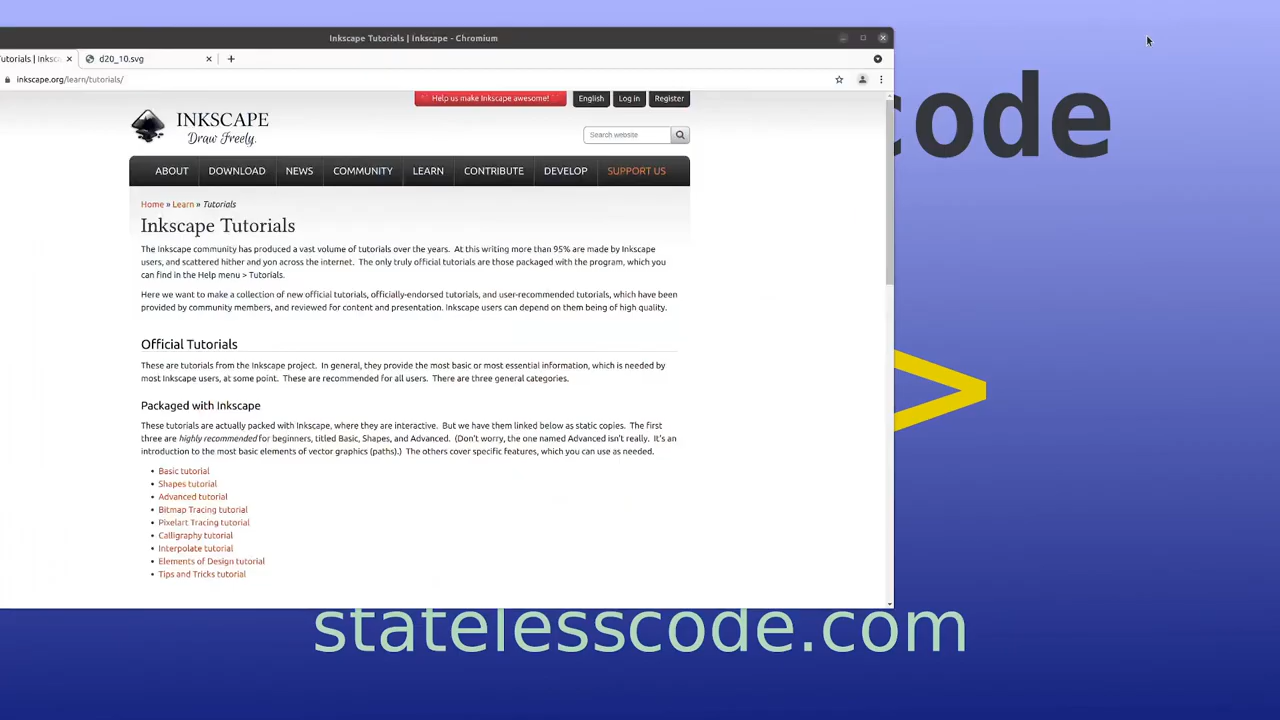 Inkscape Tutorials | Inkscape - Chromium
utorials | Inksc
d20_10.svg
inkscape.org/learn/tutorials/
Help us make Inkscape awesome!
English
Log in
Register
INKSCAPE
Draw Freely.
Search website
ABOUT
DOWNLOAD
NEWS
COMMUNITY
LEARN
CONTRIBUTE
DEVELOP
SUPPORT US
code
Home » Learn » Tutorials
Inkscape Tutorials
The Inkscape community has produced a vast volume of tutorials over the years. At this writing more than 95% are made by Inkscape
users, and scattered hither and yon across the internet. The only truly official tutorials are those packaged with the program, which you
can find in the Help menu > Tutorials.
Here we want to make a collection of new official tutorials, officially-endorsed tutorials, and user-recommended tutorials, which have been
provided by community members, and reviewed for content and presentation. Inkscape users can depend on them being of high quality.
Official Tutorials
These are tutorials from the Inkscape project. In general, they provide the most basic or most essential information, which is needed by
most Inkscape users, at some point. These are recommended for all users. There are three general categories.
>
Packaged with Inkscape
These tutorials are actually packed with Inkscape, where they are interactive. But we have them linked below as static copies. The first
three are highly recommended for beginners, titled Basic, Shapes, and Advanced. (Don't worry, the one named Advanced isn't really. It's an
introduction to the most basic elements of vector graphics (paths).) The others cover specific features, which you can use as needed.
• Basic tutorial
• Shapes tutorial
• Advanced tutorial
• Bitmap Tracing tutorial
• Pixelart Tracing tutorial
• Calligraphy tutorial
• Interpolate tutorial
• Elements of Design tutorial
• Tips and Tricks tutorial
statelesscode.com